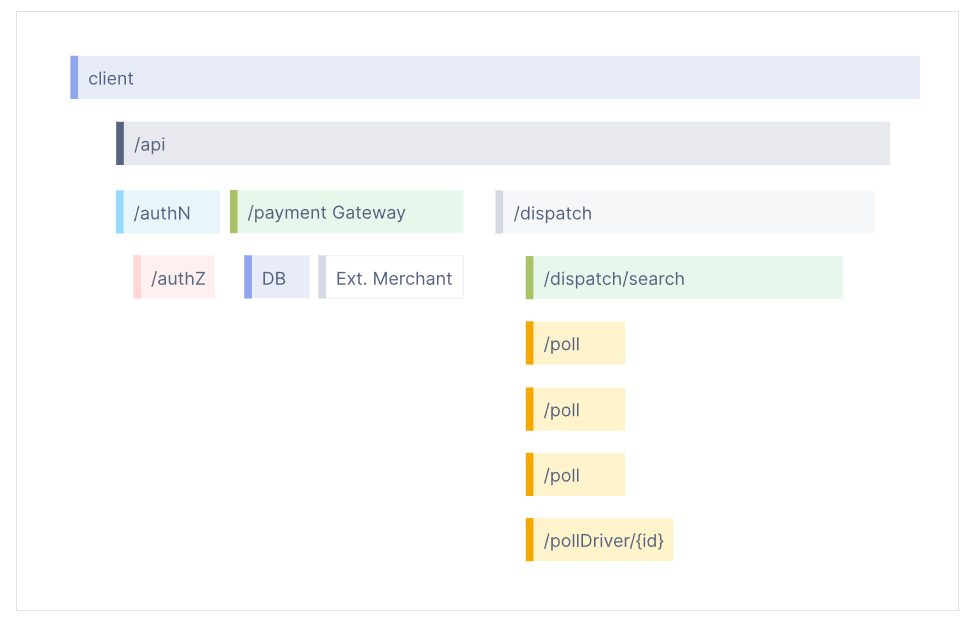 client
/api
/authN
/payment Gateway
/dispatch
/authZ
DB
Ext. Merchant
/dispatch/search
/poll
/poll
/poll
/pollDriver/{id}